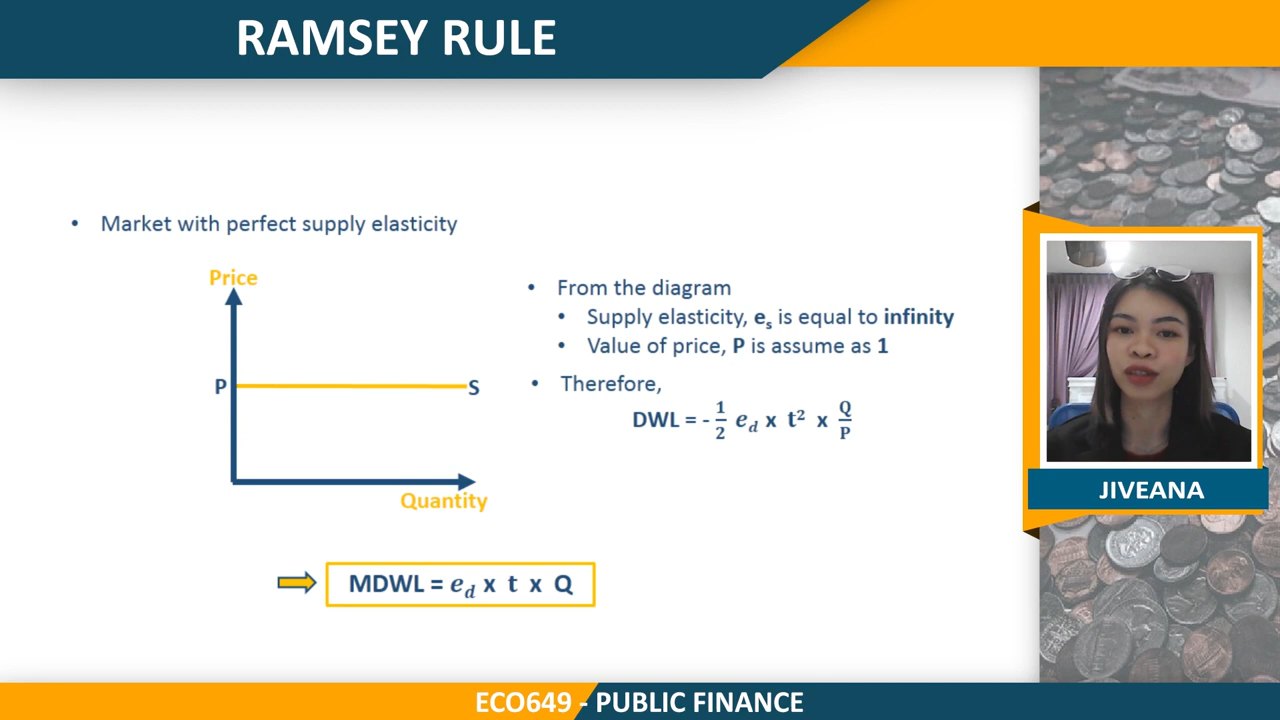 RAMSEY RULE
• Market with perfect supply elasticity
Price
P
S
Quantity
• From the diagram
• Supply elasticity, eₛ is equal to infinity
• Value of price, P is assume as 1
• Therefore,
DWL = - 1/2 e_d x t² x Q/P
MDWL = e_d x t x Q
JIVEANA
ECO649 - PUBLIC FINANCE